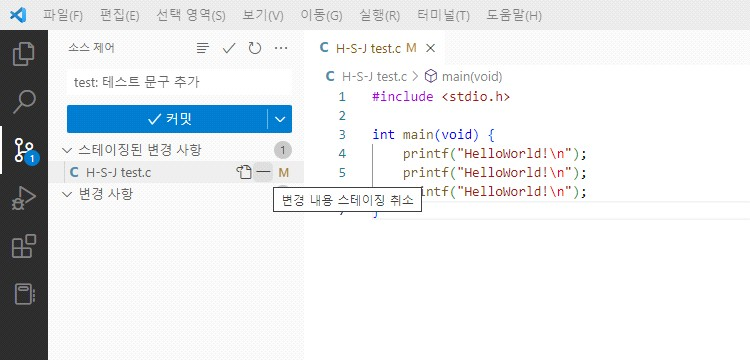 파일(F) 편집(E) 선택 영역(S) 보기(V) 이동(G) 실행(R) 터미널(T) 도움말(H)
소스 제어
test: 테스트 문구 추가
커밋
스테이징된 변경 사항 1
H-S-J test.c M
변경 사항
1
C H-S-J test.c M
C H-S-J test.c > main(void)
1 #include <stdio.h>
2
3 int main(void) {
4 printf("HelloWorld!\n");
5 printf("HelloWorld!\n");
ntf("HelloWorld!\n");
변경 내용 스테이징 취소
}